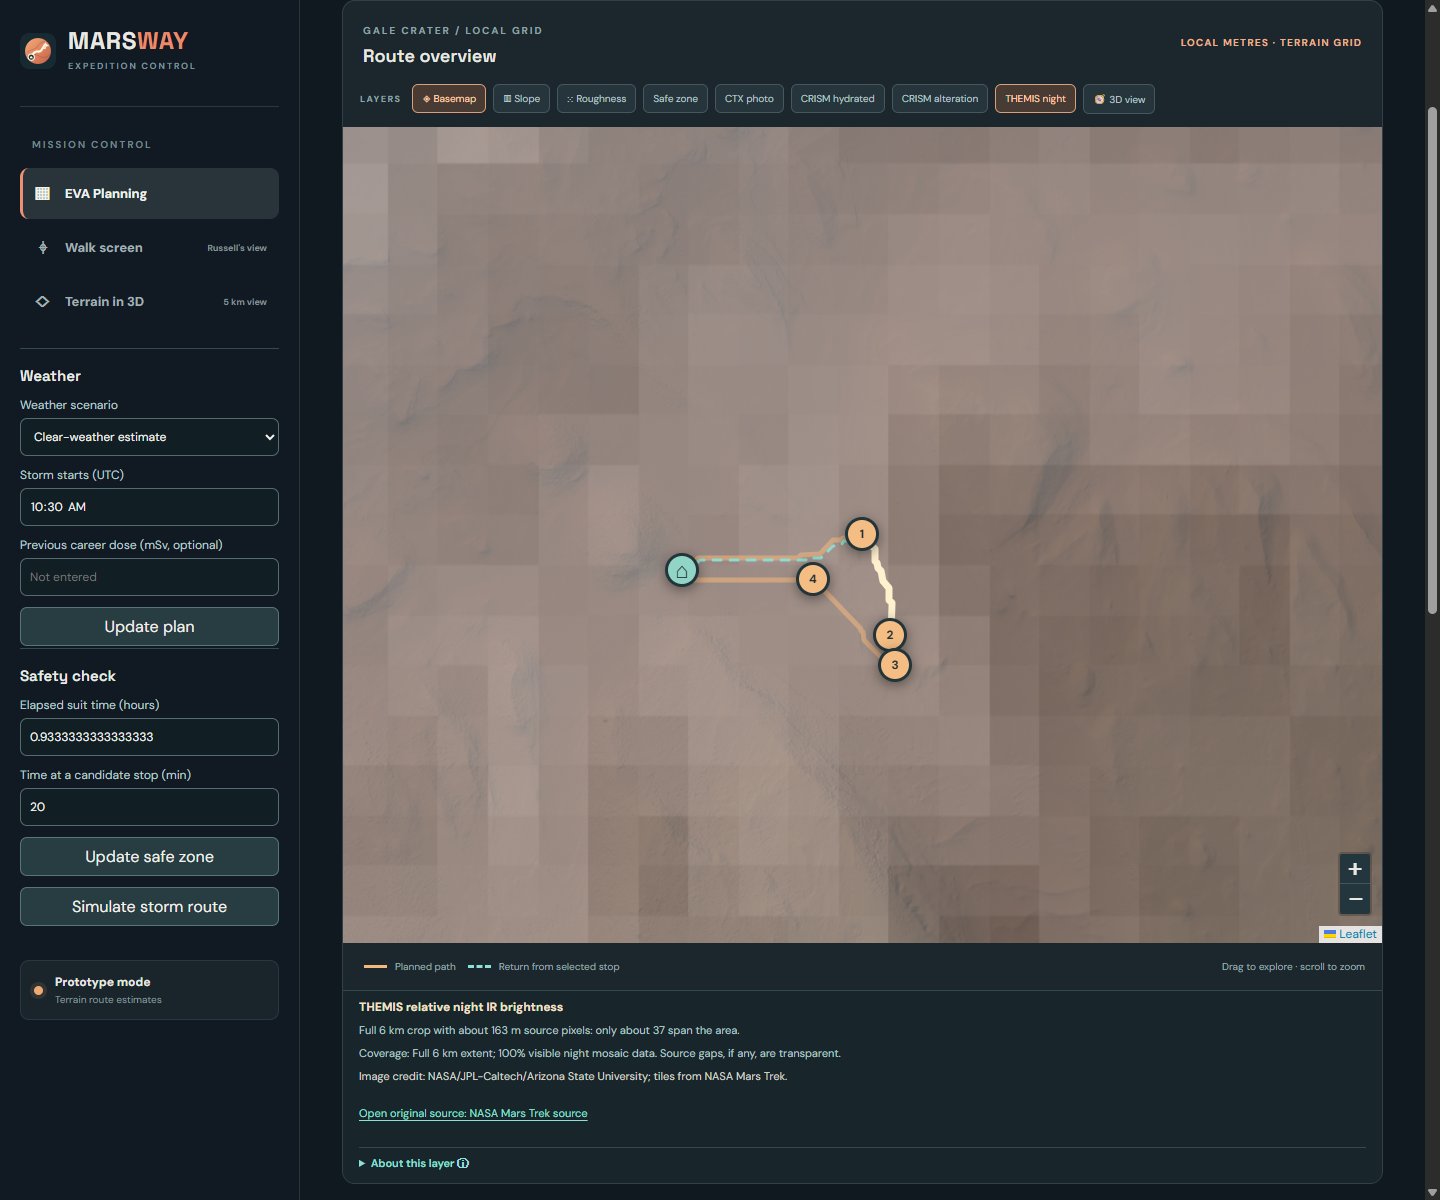 MARSWAY
EXPEDITION CONTROL
MISSION CONTROL
EVA Planning
Walk screen
Russell's view
Terrain in 3D
5 km view
Weather
Weather scenario
Clear-weather estimate
Storm starts (UTC)
10:30 AM
Previous career dose (mSv, optional)
Not entered
Update plan
Safety check
Elapsed suit time (hours)
0.9333333333333333
Time at a candidate stop (min)
20
Update safe zone
Simulate storm route
Prototype mode
Terrain route estimates
GALE CRATER / LOCAL GRID
Route overview
LOCAL METRES · TERRAIN GRID
LAYERS
Basemap
Slope
Roughness
Safe zone
CTX photo
CRISM hydrated
CRISM alteration
THEMIS night
3D view
1
4
2
3
+
−
Leaflet
Planned path
Return from selected stop
Drag to explore · scroll to zoom
THEMIS relative night IR brightness
Full 6 km crop with about 163 m source pixels: only about 37 span the area.
Coverage: Full 6 km extent; 100% visible night mosaic data. Source gaps, if any, are transparent.
Image credit: NASA/JPL-Caltech/Arizona State University; tiles from NASA Mars Trek.
Open original source: NASA Mars Trek source
About this layer